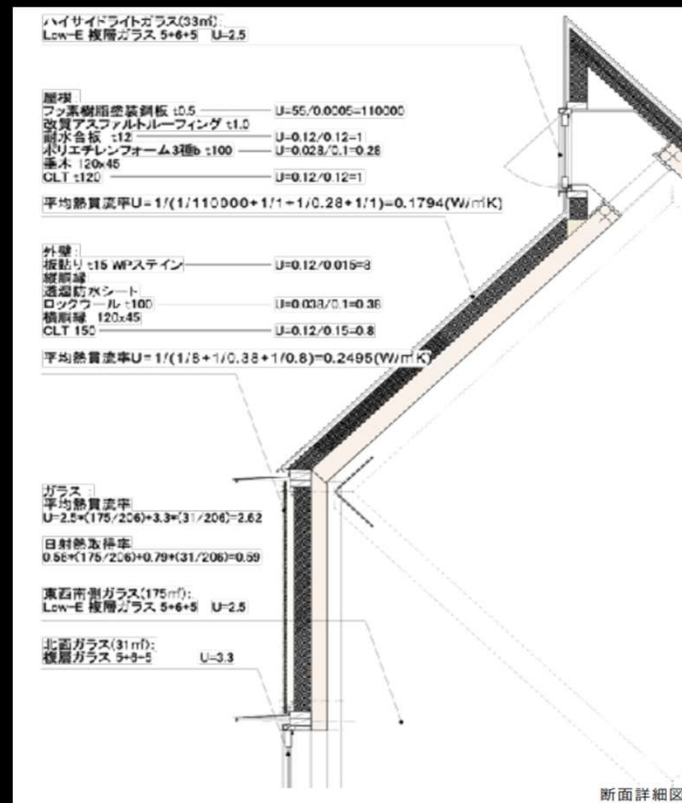 ハイサイドライトガラス(33㎡):
Low-E 複層ガラス 5+6+5 U=2.5
屋根:
フッ素樹脂塗装鋼板 t0.5 U=55/0.0005=110000
改質アスファルトルーフィング t1.0
耐水合板 t12 U=0.12/0.12=1
ポリエチレンフォーム3種b t100 U=0.028/0.1=0.28
垂木 120x45
CLT t120 U=0.12/0.12=1
平均熱貫流率U=1/(1/110000+1/1+1/0.28+1/1)=0.1794(W/㎡K)
外壁:
板貼り t15 WPステイン U=0.12/0.015=8
縦胴縁
透湿防水シート
ロックウール t100 U=0.038/0.1=0.38
横胴縁 120x45
CLT 150 U=0.12/0.15=0.8
平均熱貫流率U=1/(1/8+1/0.38+1/0.8)=0.2495(W/㎡K)
ガラス:
平均熱貫流率
U=2.5*(175/206)+3.3*(31/206)=2.62
日射熱取得率
0.58*(175/206)+0.79*(31/206)=0.69
東西南側ガラス(175㎡):
Low-E 複層ガラス 5+6+5 U=2.5
北面ガラス(31㎡):
複層ガラス 5+6+5 U=3.3
断面詳細図